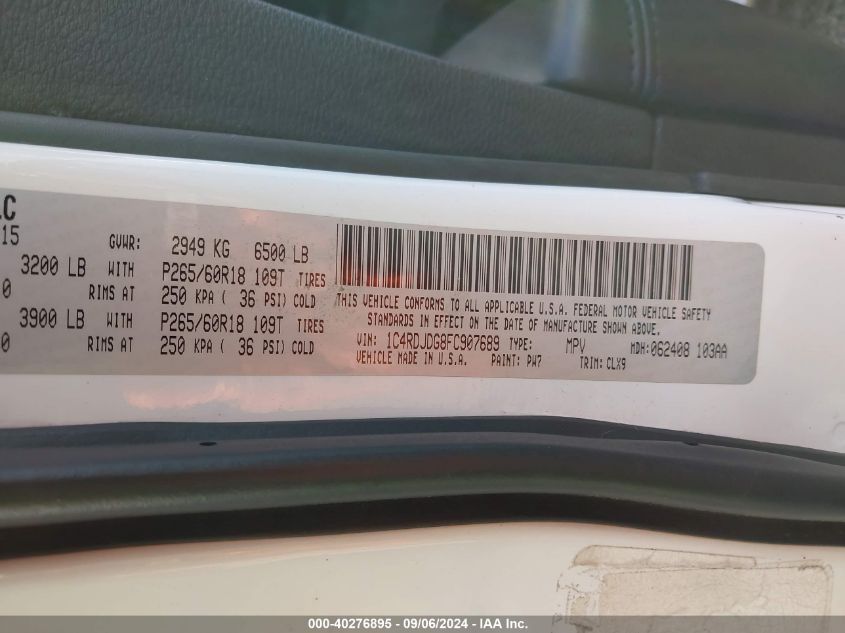 LC
15
GVWR: 2949 KG 6500 LB
3200 LB WITH P265/60R18 109T TIRES
0 RIMS AT 250 KPA ( 36 PSI) COLD
3900 LB WITH P265/60R18 109T TIRES
0 RIMS AT 250 KPA ( 36 PSI) COLD
THIS VEHICLE CONFORMS TO ALL APPLICABLE U.S.A. FEDERAL MOTOR VEHICLE SAFETY
STANDARDS IN EFFECT ON THE DATE OF MANUFACTURE SHOWN ABOVE.
VIN: 1C4RDJDG8FC907689 TYPE: MPV MDH:062408 103AA
VEHICLE MADE IN U.S.A. PAINT: PW7 TRIM: CLX9
000-40276895 - 09/06/2024 - IAA Inc.